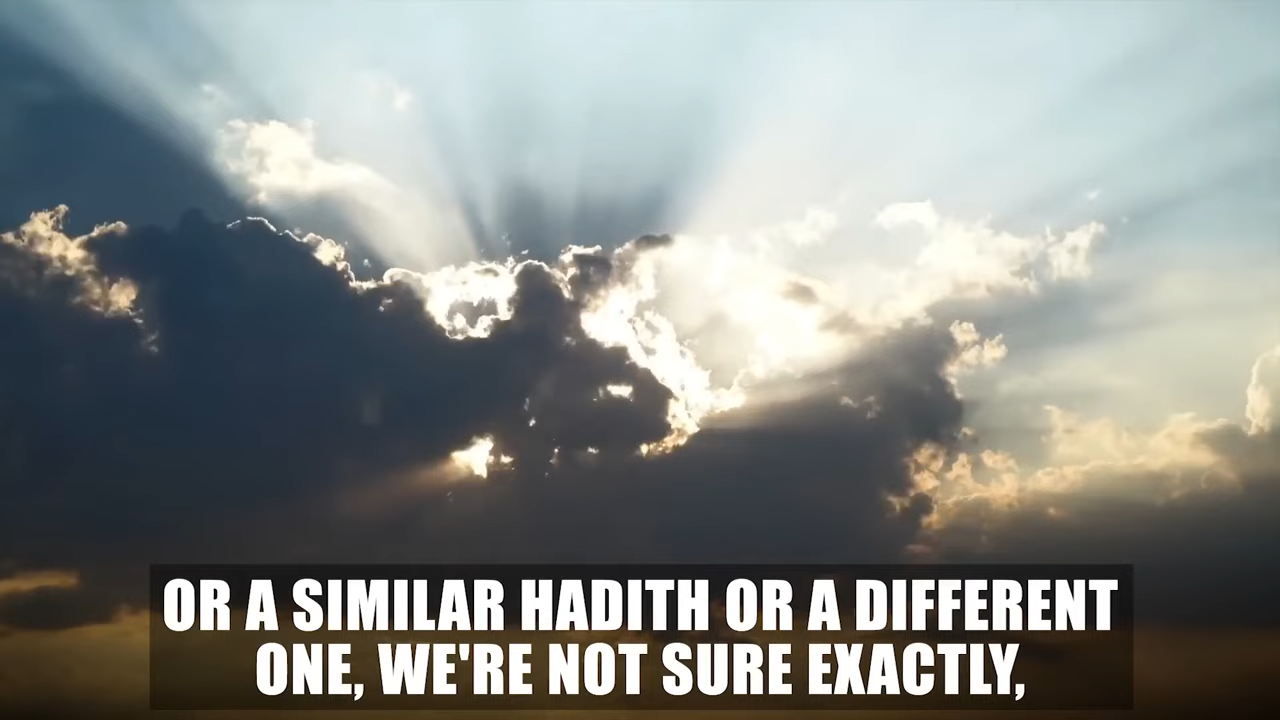 OR A SIMILAR HADITH OR A DIFFERENT
ONE, WE'RE NOT SURE EXACTLY,